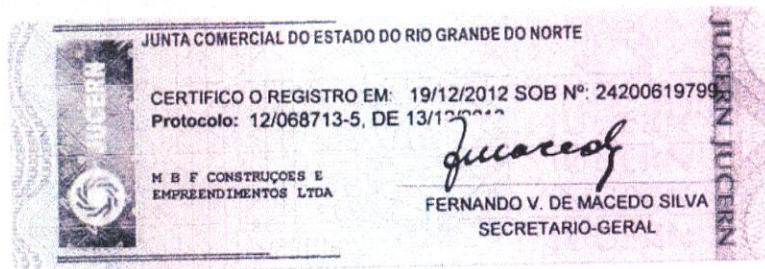 JUNTA COMERCIAL DO ESTADO DO RIO GRANDE DO NORTE
CERTIFICO O REGISTRO EM: 19/12/2012 SOB Nº: 24200619799
Protocolo: 12/068713-5, DE
M B F CONSTRUÇOES E
EMPREENDIMENTOS LTDA
FERNANDO V. DE MACEDO SILVA
SECRETARIO-GERAL
JUCERN
JUCERN JUCERN